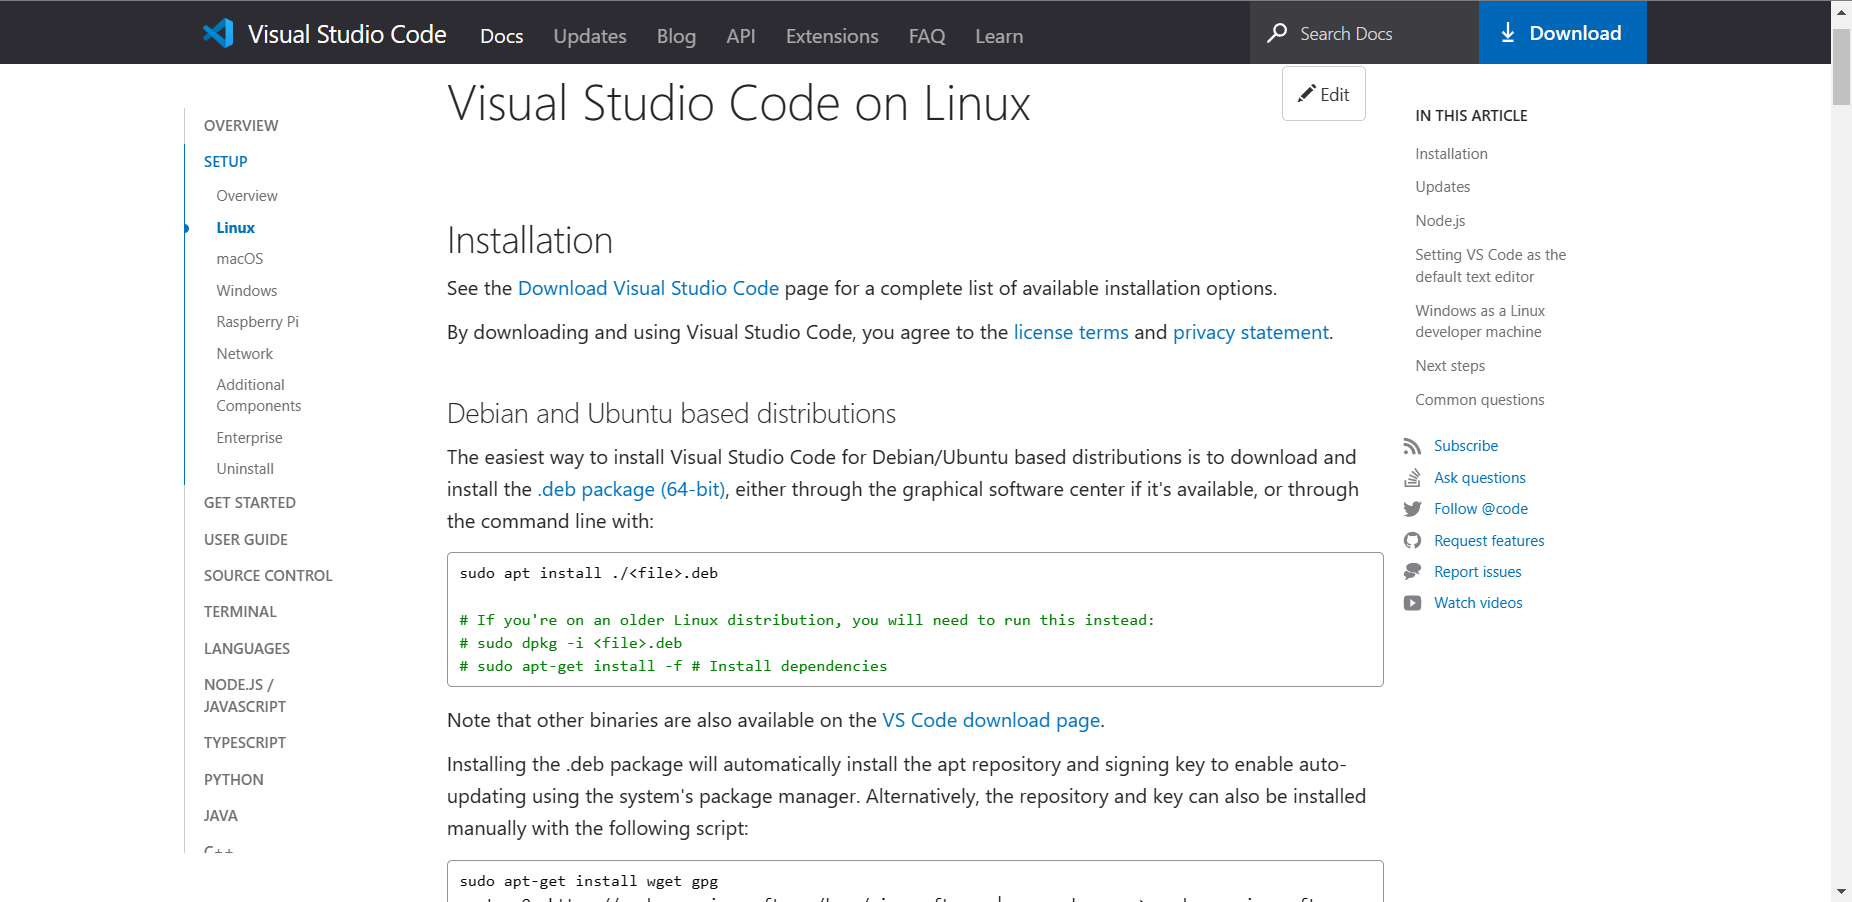 Visual Studio Code Docs Updates Blog API Extensions FAQ Learn Search Docs Download
OVERVIEW
SETUP
Overview
Linux
macOS
Windows
Raspberry Pi
Network
Additional
Components
Enterprise
Uninstall
GET STARTED
USER GUIDE
SOURCE CONTROL
TERMINAL
LANGUAGES
NODE.JS /
JAVASCRIPT
TYPESCRIPT
PYTHON
JAVA
C++
Visual Studio Code on Linux
Edit
Installation
See the Download Visual Studio Code page for a complete list of available installation options.
By downloading and using Visual Studio Code, you agree to the license terms and privacy statement.
Debian and Ubuntu based distributions
The easiest way to install Visual Studio Code for Debian/Ubuntu based distributions is to download and
install the .deb package (64-bit), either through the graphical software center if it's available, or through
the command line with:
sudo apt install ./<file>.deb
# If you're on an older Linux distribution, you will need to run this instead:
# sudo dpkg -i <file>.deb
# sudo apt-get install -f # Install dependencies
Note that other binaries are also available on the VS Code download page.
Installing the .deb package will automatically install the apt repository and signing key to enable auto-
updating using the system's package manager. Alternatively, the repository and key can also be installed
manually with the following script:
sudo apt-get install wget gpg
IN THIS ARTICLE
Installation
Updates
Node.js
Setting VS Code as the
default text editor
Windows as a Linux
developer machine
Next steps
Common questions
Subscribe
Ask questions
Follow @code
Request features
Report issues
Watch videos